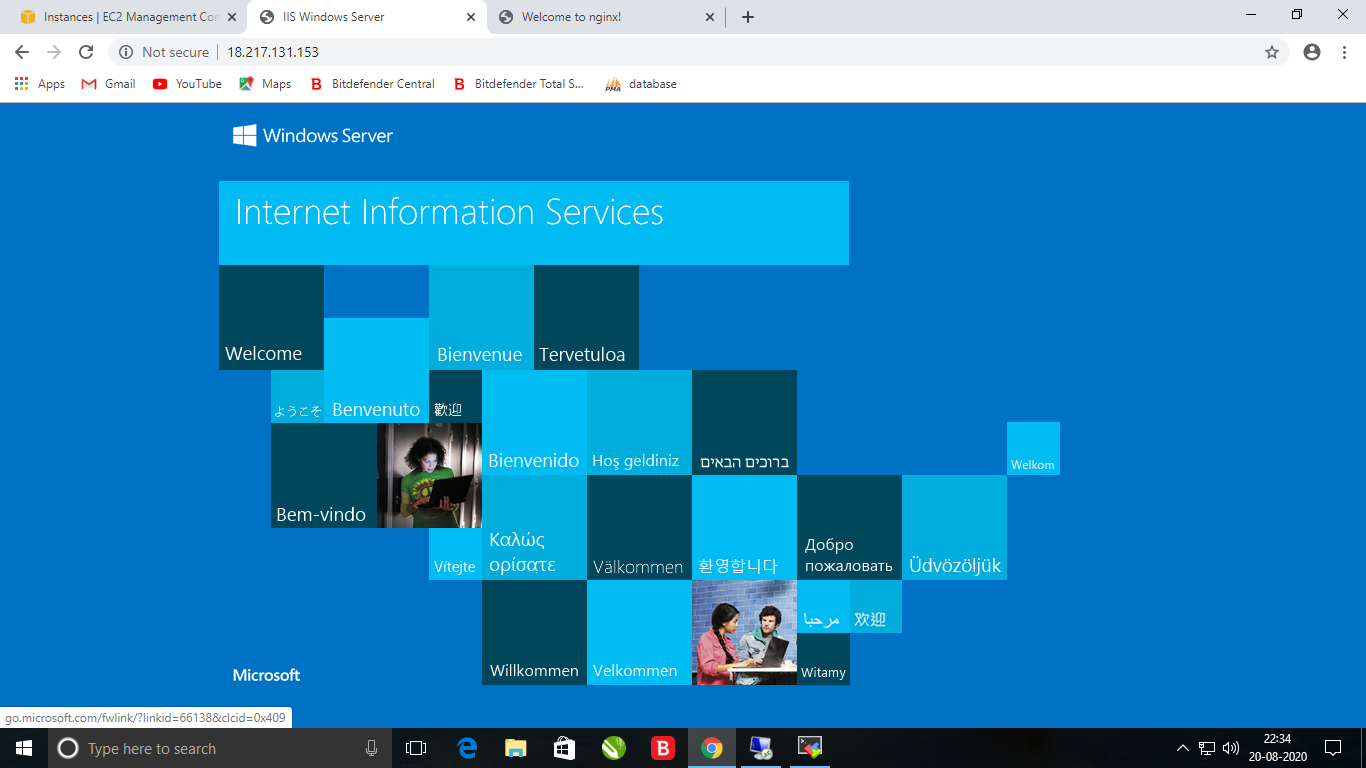 Instances | EC2 Management Con
IIS Windows Server
Welcome to nginx!
Not secure
18.217.131.153
Apps
Gmail
YouTube
Maps
B
Bitdefender Central
B
Bitdefender Total S...
PMA
database
Windows Server
Internet Information Services
Welcome
Bienvenue
Tervetuloa
ようこそ
Benvenuto
歡迎
Bienvenido
Hoş geldiniz
ברוכים הבאים
Welkom
Bem-vindo
Vítejte
Καλώς
ορίσατε
Välkommen
환영합니다
Добро
пожаловать
Üdvözöljük
Willkommen
Velkommen
مرحبا
欢迎
Witamy
Microsoft
go.microsoft.com/fwlink/?linkid=66138&clcid=0x409
Type here to search
B
22:34
20-08-2020